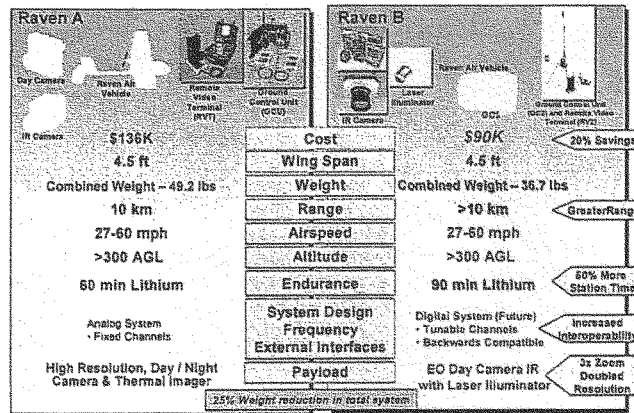 Raven A
Raven B
Day Camera
Raven Air
Vehicle
Remote
Video
Terminal
(RVT)
Ground
Control Unit
(GCU)
IR Camera
Laser
Illuminator
Raven Air Vehicle
IR Camera
GCS
Ground Control Unit
Video
$136K
Cost
$90K
20% Savings
4.5 ft
Wing Span
4.5 ft
Combined Weight – 49.2 lbs
Weight
Combined Weight – 36.7 lbs
10 km
Range
>10 km
Greater Range
27-60 mph
Airspeed
27-60 mph
>300 AGL
Altitude
>300 AGL
60 min Lithium
Endurance
90 min Lithium
50% More
Station Time
Analog System
• Fixed Channels
System Design
Frequency
External Interfaces
Digital System (Future)
• Tunable Channels
• Backwards Compatible
Increased
Interoperability
High Resolution, Day / Night
Camera & Thermal Imager
Payload
EO Day Camera IR
with Laser Illuminator
3x Zoom
Doubled
Resolution
25% Weight reduction in total system